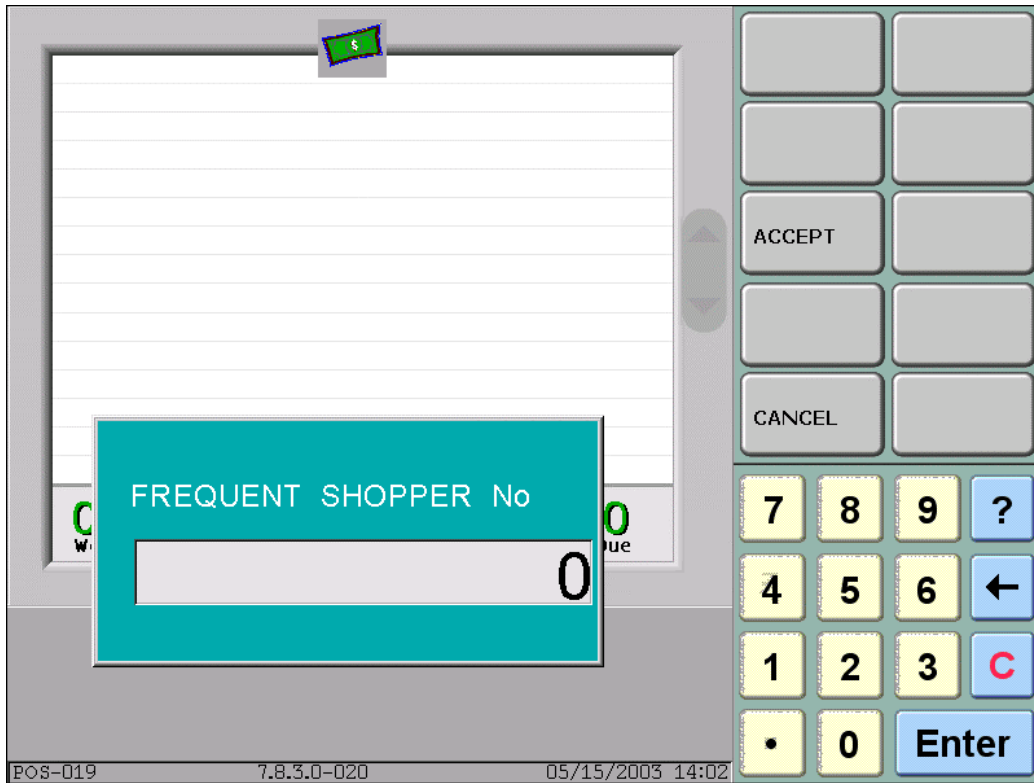 $
ACCEPT
CANCEL
FREQUENT SHOPPER No
0
7 8 9 ?
4 5 6 ←
1 2 3 C
. 0 Enter
POS-019 7.8.3.0-020 05/15/2003 14:02